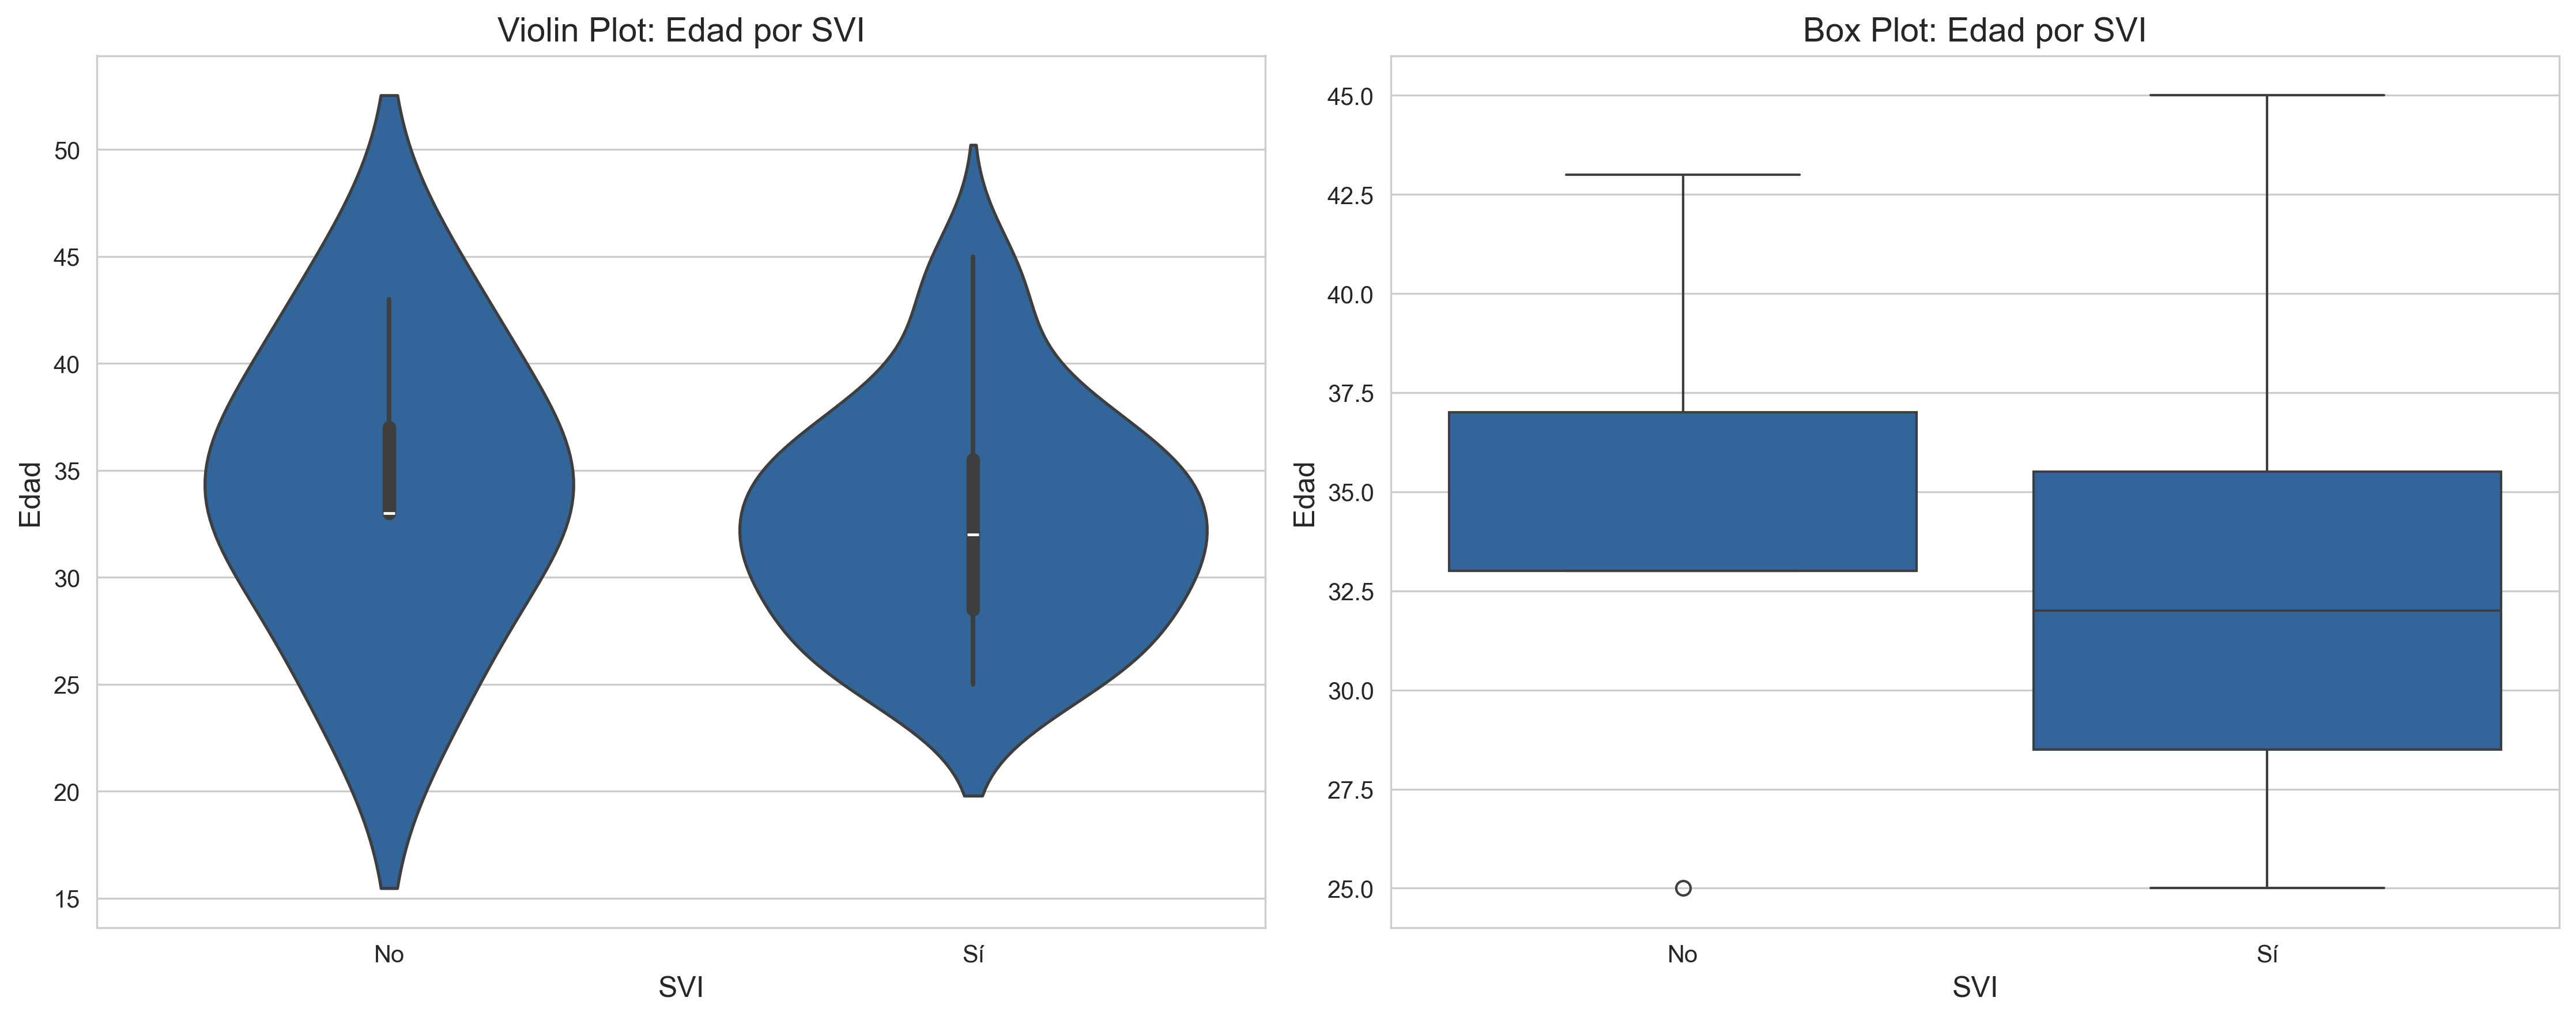 Violin Plot: Edad por SVI
Edad
50
45
40
35
30
25
20
15
No
Sí
SVI
Box Plot: Edad por SVI
Edad
45.0
42.5
40.0
37.5
35.0
32.5
30.0
27.5
25.0
No
Sí
SVI